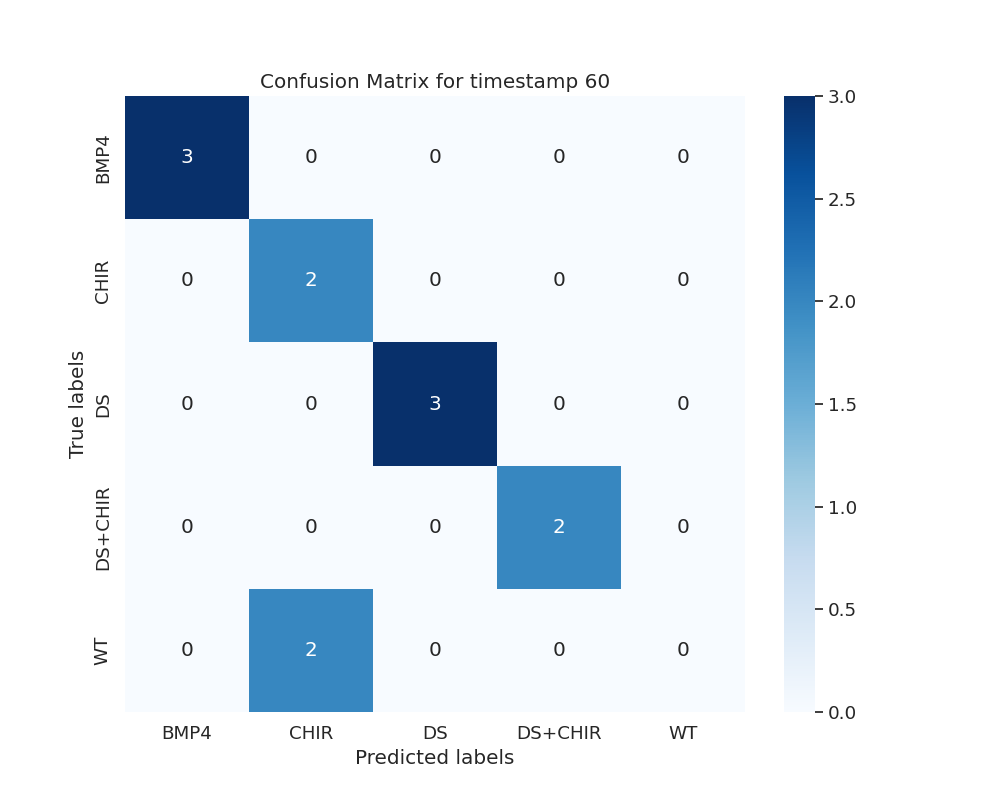 Confusion Matrix for timestamp 60
True labels
BMP4 3 0 0 0 0
CHIR 0 2 0 0 0
DS 0 0 3 0 0
DS+CHIR 0 0 0 2 0
WT 0 2 0 0 0
BMP4 CHIR DS DS+CHIR WT
Predicted labels
3.0
2.5
2.0
1.5
1.0
0.5
0.0